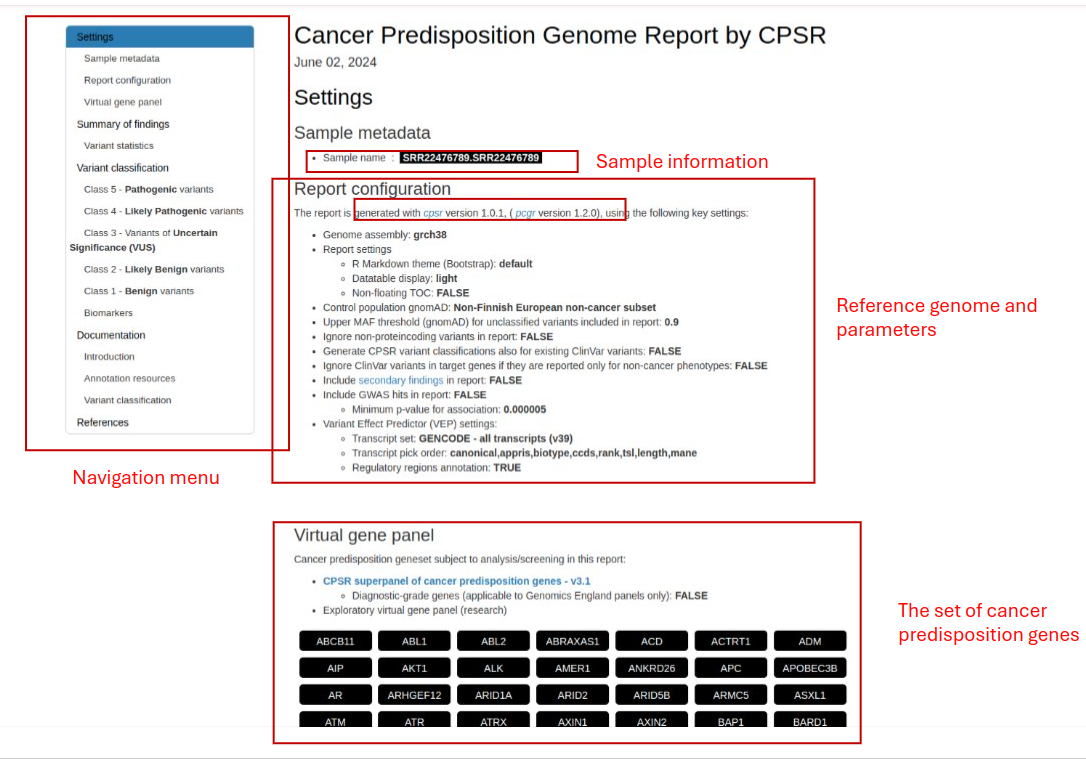 Settings
Sample metadata
Report configuration
Virtual gene panel
Summary of findings
Variant statistics
Variant classification
Class 5 - Pathogenic variants
Class 4 - Likely Pathogenic variants
Class 3 - Variants of Uncertain
Significance (VUS)
Class 2 - Likely Benign variants
Class 1 - Benign variants
Biomarkers
Documentation
Introduction
Annotation resources
Variant classification
References
Navigation menu
Cancer Predisposition Genome Report by CPSR
June 02, 2024
Settings
Sample metadata
• Sample name : SRR22476789.SRR22476789
Sample information
Report configuration
The report is generated with cpsr version 1.0.1, ( pcgr version 1.2.0), using the following key settings:
• Genome assembly: grch38
• Report settings
◦ R Markdown theme (Bootstrap): default
◦ Datatable display: light
◦ Non-floating TOC: FALSE
• Control population gnomAD: Non-Finnish European non-cancer subset
• Upper MAF threshold (gnomAD) for unclassified variants included in report: 0.9
• Ignore non-proteincoding variants in report: FALSE
• Generate CPSR variant classifications also for existing ClinVar variants: FALSE
• Ignore ClinVar variants in target genes if they are reported only for non-cancer phenotypes: FALSE
• Include secondary findings in report: FALSE
• Include GWAS hits in report: FALSE
◦ Minimum p-value for association: 0.000005
• Variant Effect Predictor (VEP) settings:
◦ Transcript set: GENCODE - all transcripts (v39)
◦ Transcript pick order: canonical,appris,biotype,ccds,rank,tsl,length,mane
◦ Regulatory regions annotation: TRUE
Reference genome and
parameters
Virtual gene panel
Cancer predisposition geneset subject to analysis/screening in this report:
• CPSR superpanel of cancer predisposition genes - v3.1
◦ Diagnostic-grade genes (applicable to Genomics England panels only): FALSE
• Exploratory virtual gene panel (research)
ABCB11 ABL1 ABL2 ABRAXAS1 ACD ACTRT1 ADM
AIP AKT1 ALK AMER1 ANKRD26 APC APOBEC3B
AR ARHGEF12 ARID1A ARID2 ARID5B ARMC5 ASXL1
ATM ATR ATRX AXIN1 AXIN2 BAP1 BARD1
The set of cancer
predisposition genes